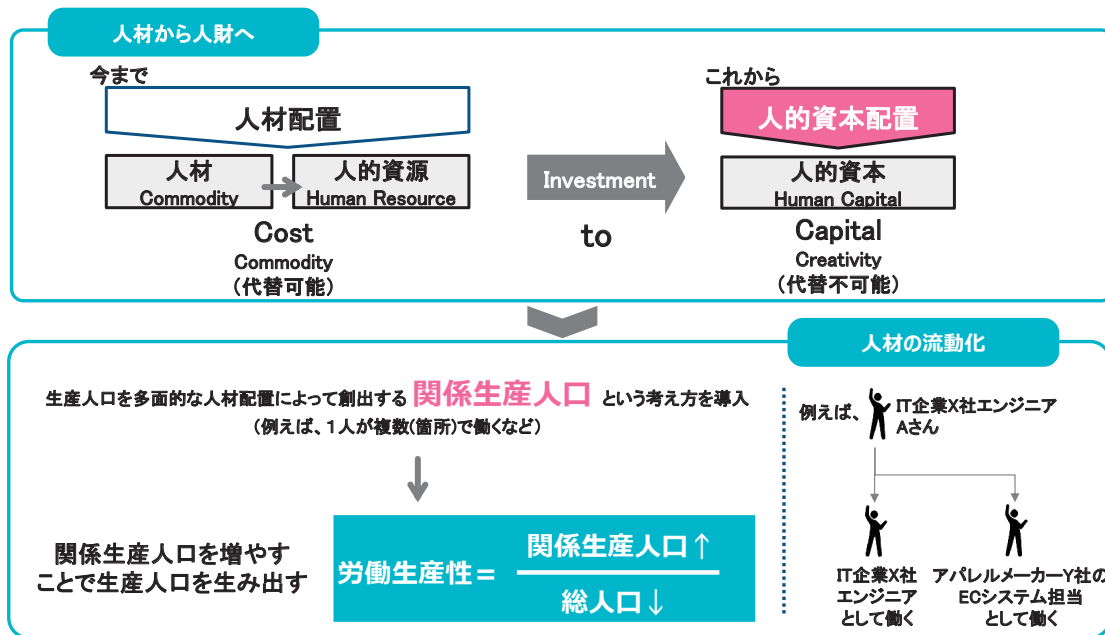 人材から人財へ
今まで
人材配置
人材
Commodity
人的資源
Human Resource
Cost
Commodity
(代替可能)
Investment
to
これから
人的資本配置
人的資本
Human Capital
Capital
Creativity
(代替不可能)
人材の流動化
生産人口を多面的な人材配置によって創出する 関係生産人口 という考え方を導入
(例えば、1人が複数(箇所)で働くなど)
関係生産人口を増やす
ことで生産人口を生み出す
労働生産性=
関係生産人口↑
総人口↓
例えば、
IT企業X社エンジニア
Aさん
IT企業X社
エンジニア
として働く
アパレルメーカーY社の
ECシステム担当
として働く